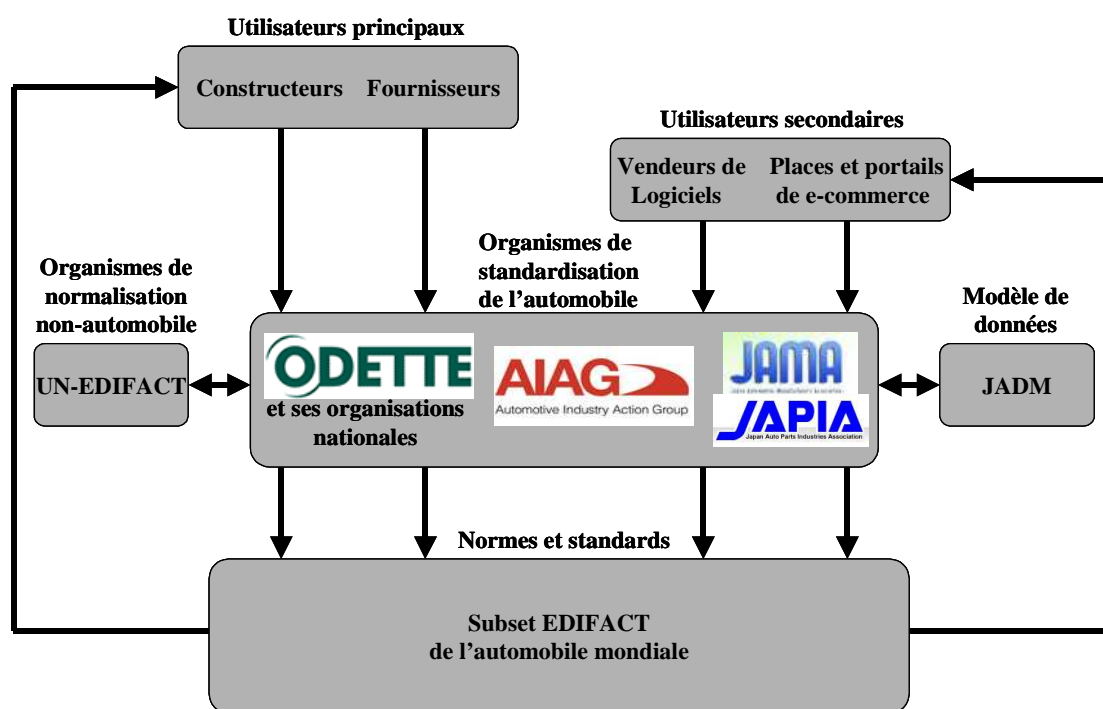 Utilisateurs principaux
Constructeurs Fournisseurs
Utilisateurs secondaires
Vendeurs de Logiciels
Places et portails de e-commerce
Organismes de
normalisation
non-automobile
UN-EDIFACT
Organismes de
standardisation
de l’automobile
ODETTE
et ses organisations
nationales
AIAG
Automotive Industry Action Group
JAMA
JAPIA
Japan Auto Parts Industries Association
Modèle de
données
JADM
Normes et standards
Subset EDIFACT
de l’automobile mondiale